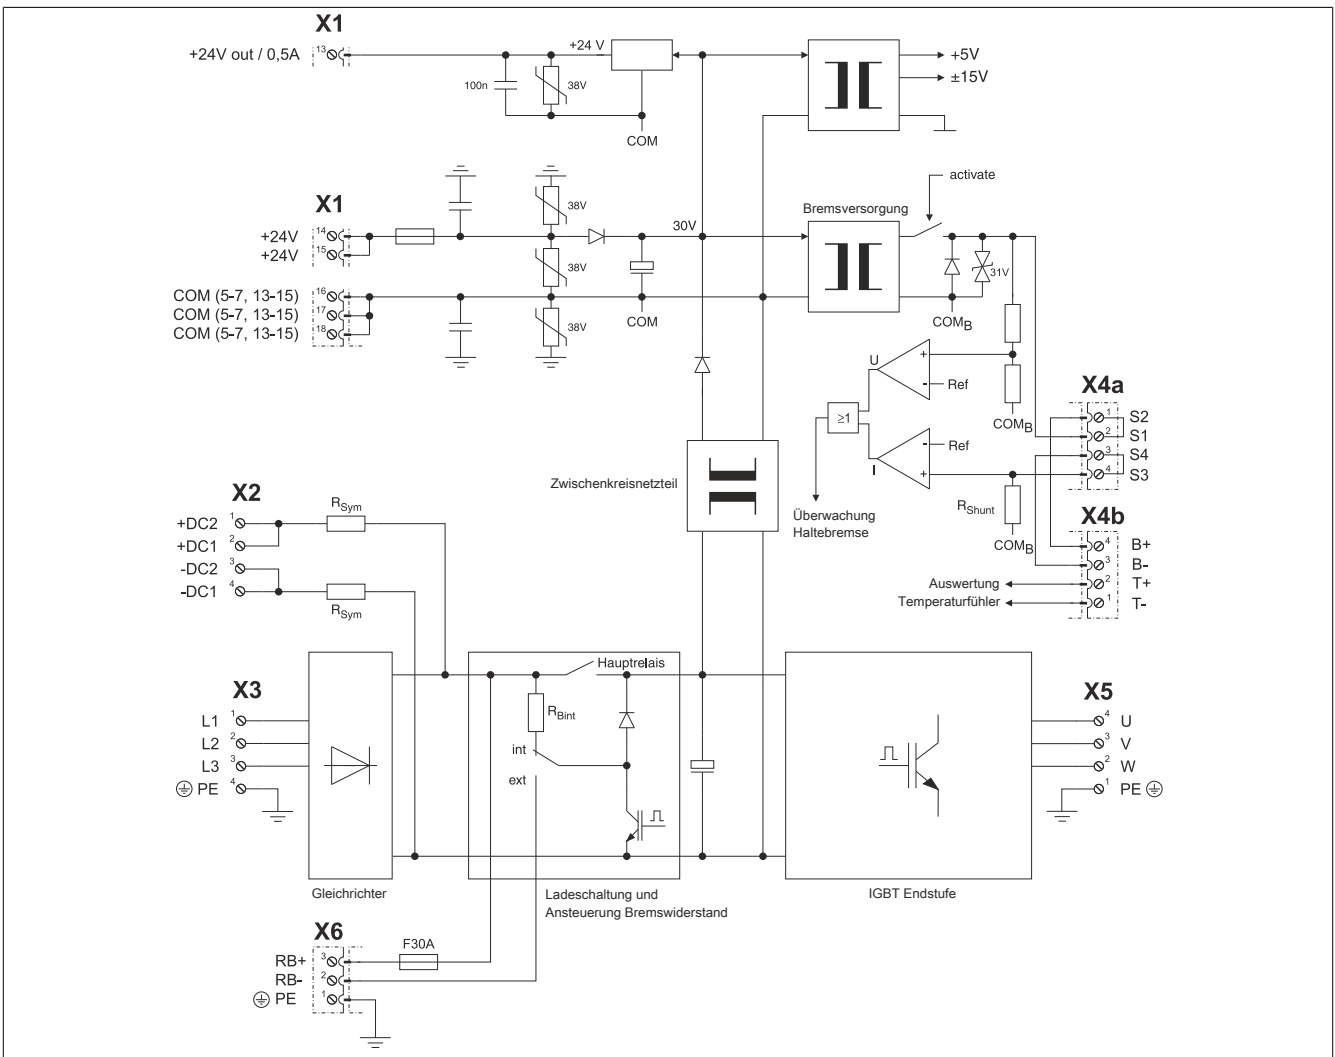 X1
+24V out / 0,5A
13
100n
38V
+24 V
COM
+5V
±15V
X1
+24V
14
+24V
15
COM (5-7, 13-15)
16
COM (5-7, 13-15)
17
COM (5-7, 13-15)
18
38V
38V
38V
30V
COM
Bremsversorgung
activate
31V
COMB
U
+
-
Ref
COMB
≥1
-
Ref
I
+
RShunt
COMB
Überwachung
Haltebremse
X4a
1
S2
2
S1
3
S4
4
S3
X4b
4
B+
3
B-
Auswertung
2
T+
Temperaturfühler
1
T-
Zwischenkreisnetzteil
X2
+DC2
1
+DC1
2
-DC2
3
-DC1
4
RSym
RSym
X3
L1
1
L2
2
L3
3
PE
4
Gleichrichter
Hauptrelais
RBint
int
ext
Ladeschaltung und
Ansteuerung Bremswiderstand
IGBT Endstufe
X5
4
U
3
V
2
W
1
PE
X6
RB+
3
F30A
RB-
2
PE
1